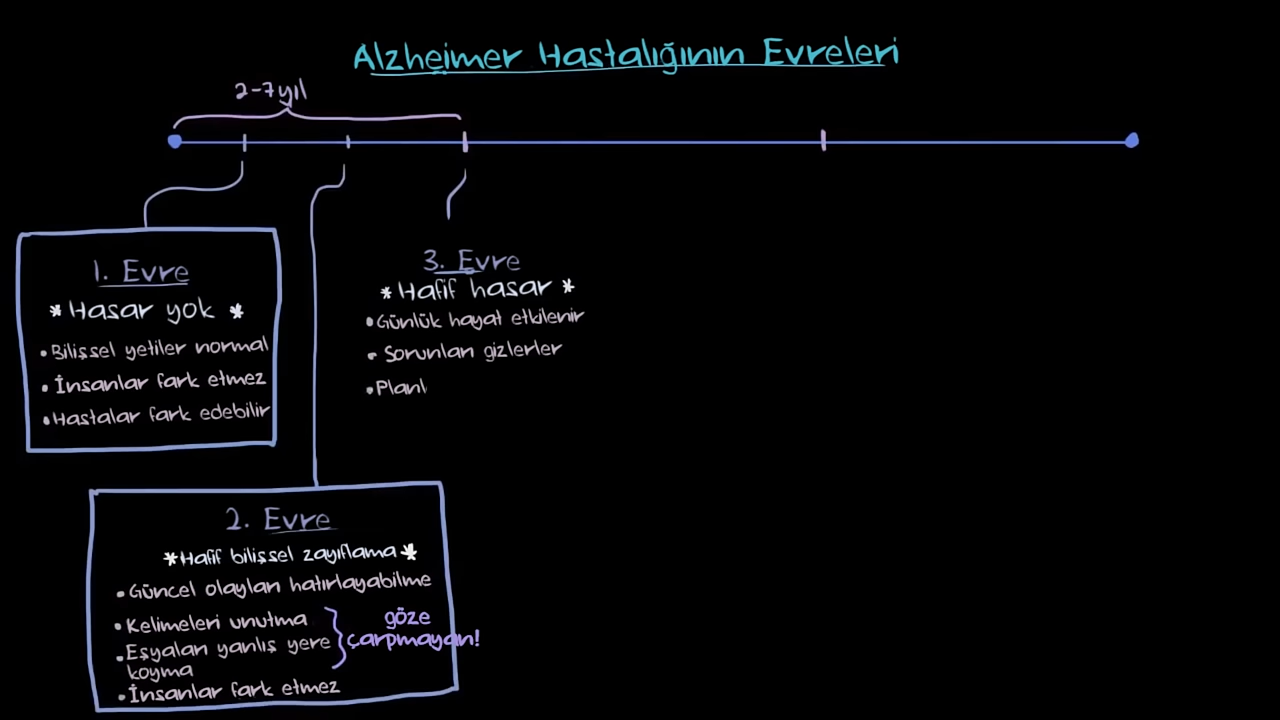 Alzheimer Hastalığının Evreleri
2-7yıl
1. Evre
*Hasar yok *
•Bilişsel yetiler normal
•İnsanlar fark etmez
•Hastalar fark edebilir
2. Evre
*Hafif bilişsel zayıflama*
•Güncel olayları hatırlayabilme
•Kelimeleri unutma
•Eşyaları yanlış yere
koyma
göze
çarpmayan!
•İnsanlar fark etmez
3. Evre
*Hafif hasar *
•Günlük hayat etkilenir
•Sorunları gizlerler
•Planl